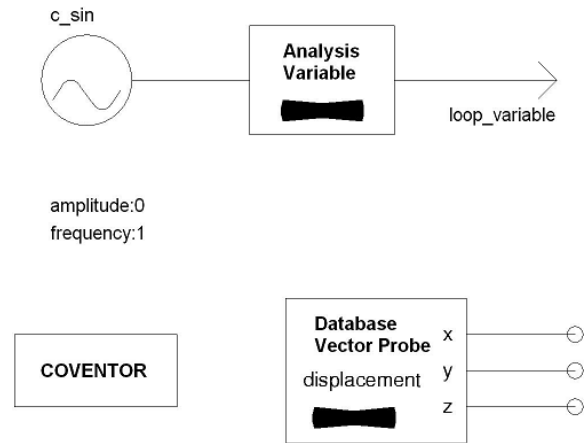 c_sin
Analysis
Variable
loop_variable
amplitude:0
frequency:1
COVENTOR
Database
Vector Probe
displacement
x
y
z